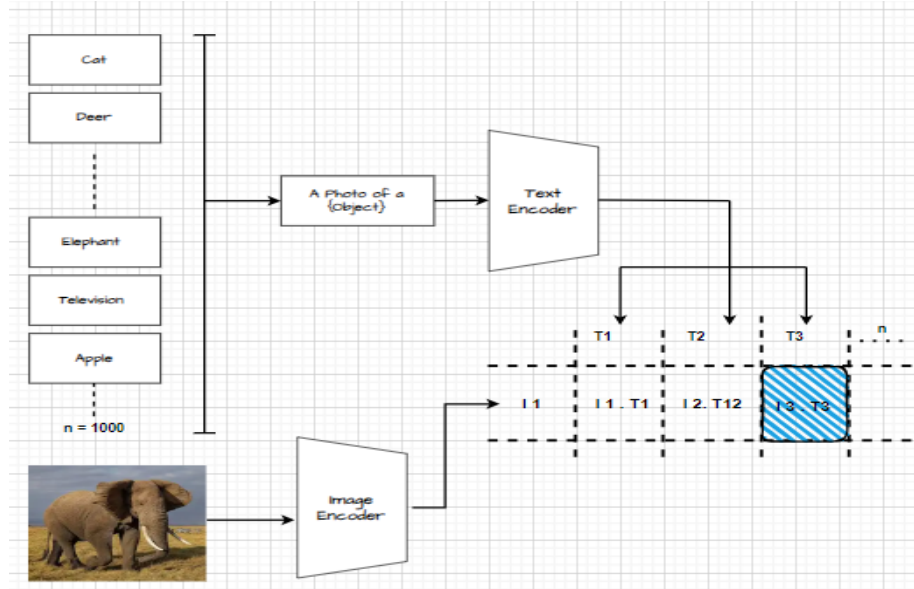 Cat
Deer
Elephant
Television
Apple
n = 1000
A Photo of a
{Object}
Text
Encoder
Image
Encoder
T1 T2 T3 n
I 1 I 1 . T1 I 2. T12 I 3 . T3